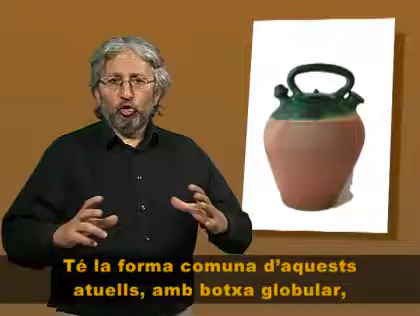 Té la forma comuna d'aquests
atuells, amb botxa globular,